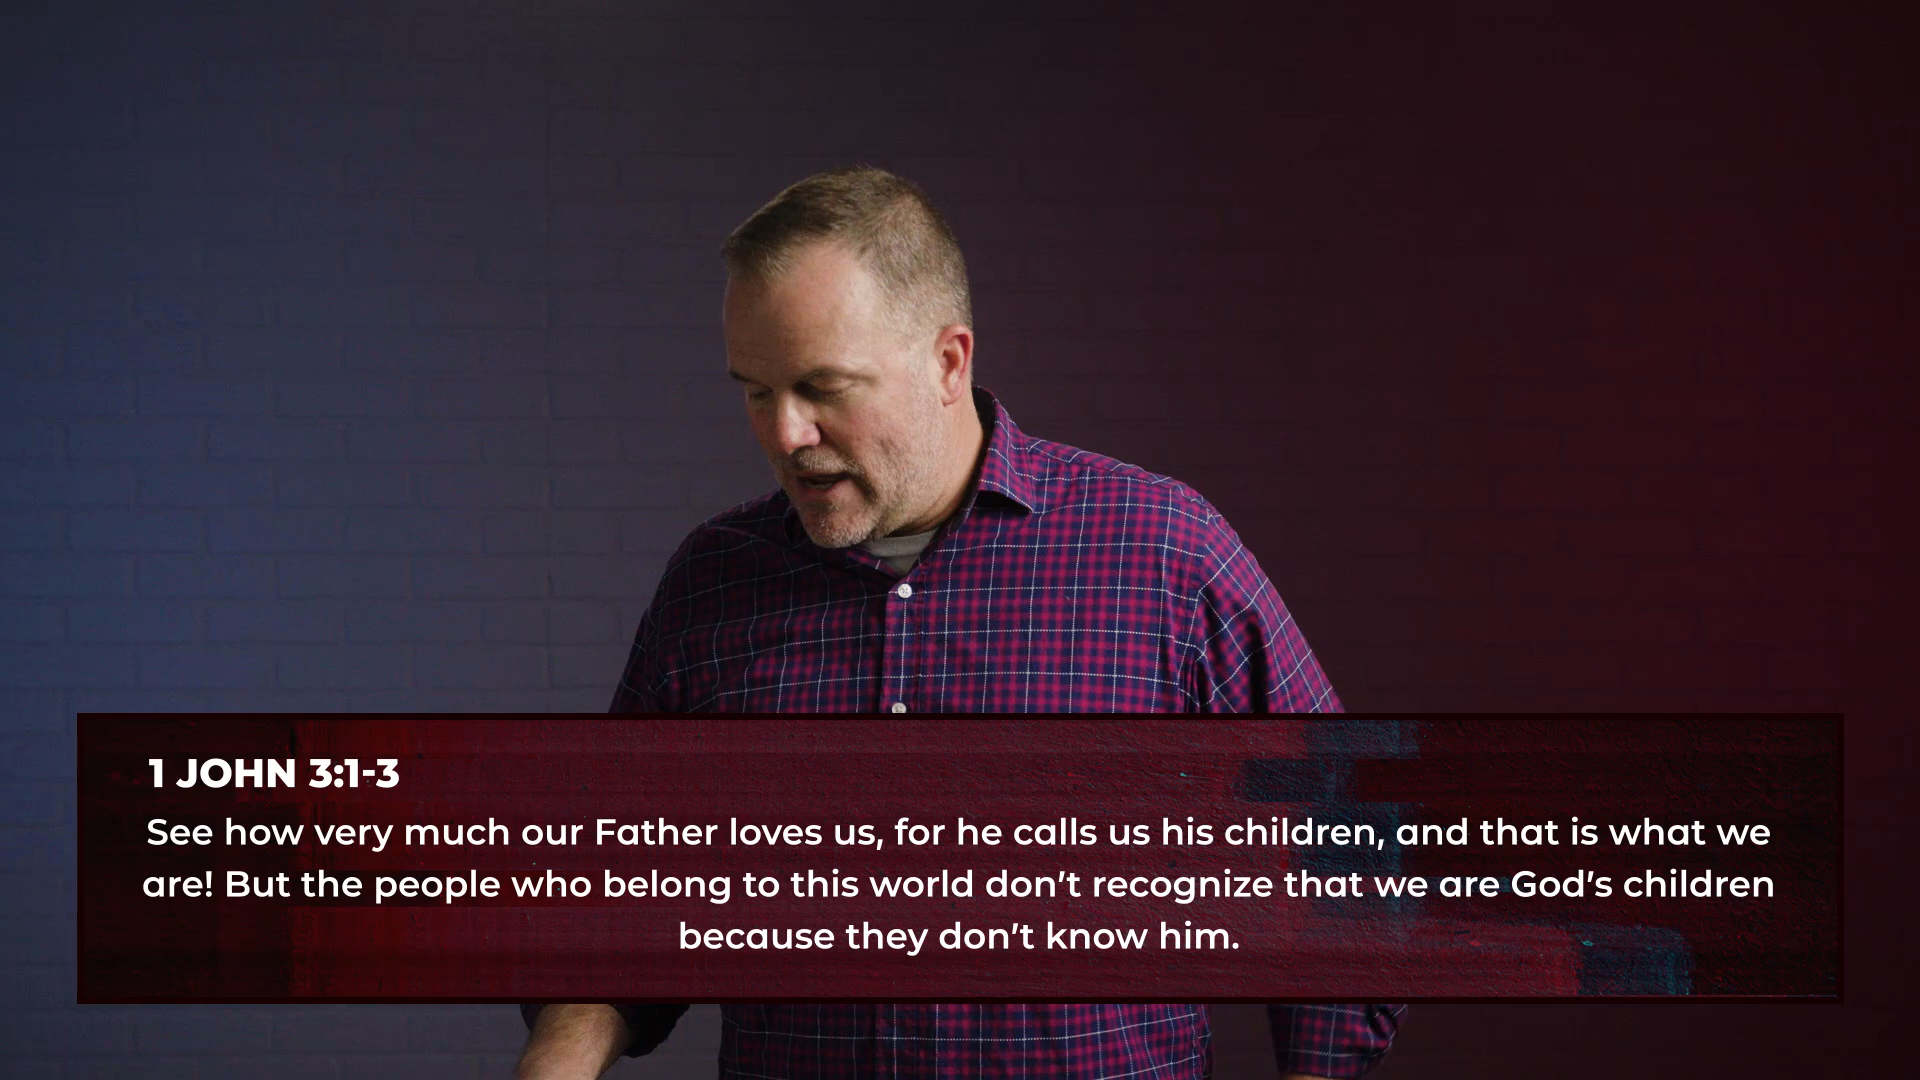 1 JOHN 3:1-3
See how very much our Father loves us, for he calls us his children, and that is what we
are! But the people who belong to this world don’t recognize that we are God’s children
because they don’t know him.